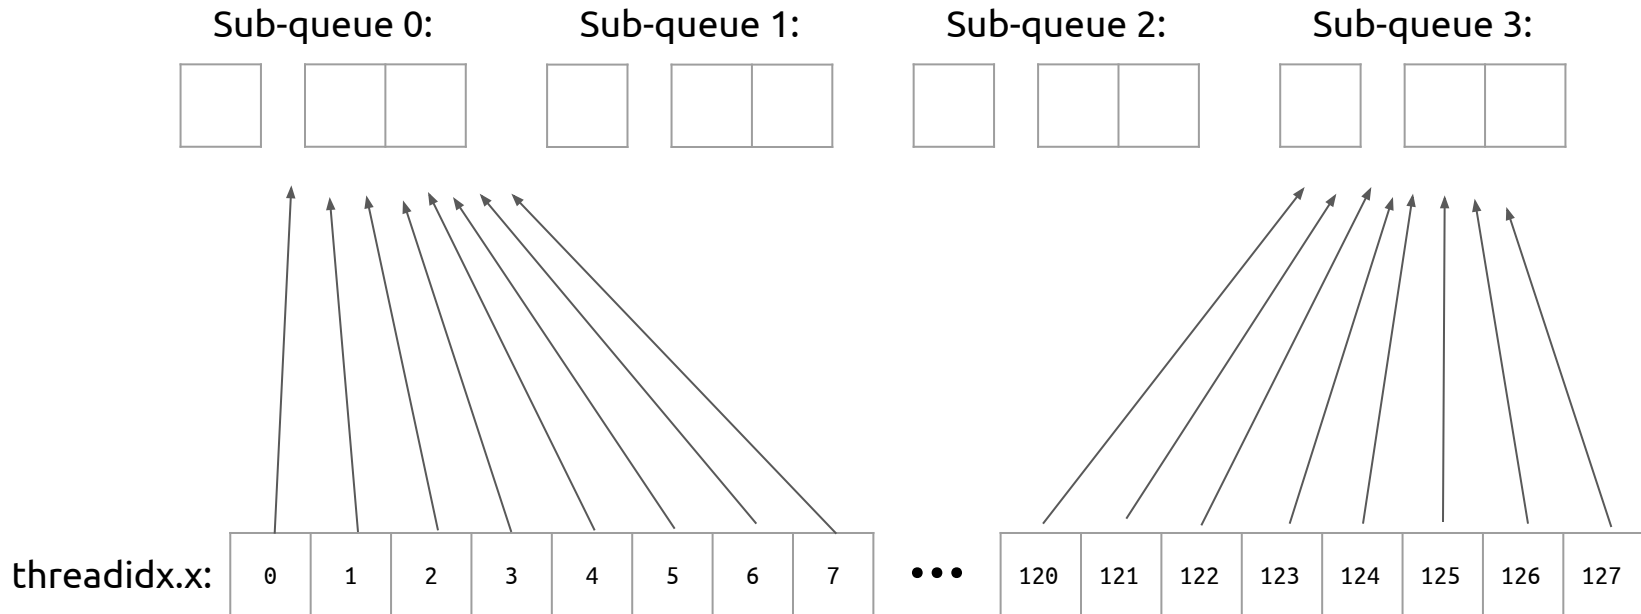 Sub-queue 0: Sub-queue 1: Sub-queue 2: Sub-queue 3:
threadidx.x: 0 1 2 3 4 5 6 7 ••• 120 121 122 123 124 125 126 127